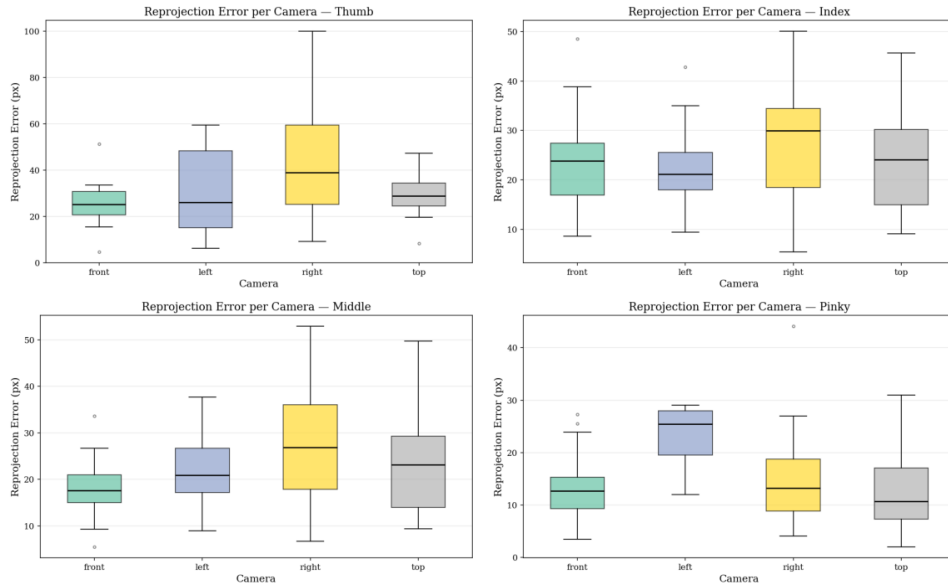 Reprojection Error per Camera — Thumb
Reprojection Error (px)
100
80
60
40
20
0
front left right top
Camera
Reprojection Error per Camera — Index
Reprojection Error (px)
50
40
30
20
10
front left right top
Camera
Reprojection Error per Camera — Middle
Reprojection Error (px)
50
40
30
20
10
front left right top
Camera
Reprojection Error per Camera — Pinky
Reprojection Error (px)
40
30
20
10
0
front left right top
Camera